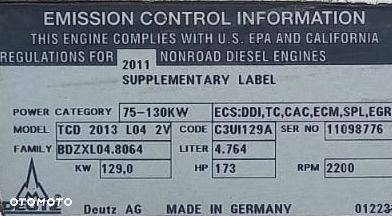 EMISSION CONTROL INFORMATION
THIS ENGINE COMPLIES WITH U.S. EPA AND CALIFORNIA
REGULATIONS FOR 2011 NONROAD DIESEL ENGINES
SUPPLEMENTARY LABEL
POWER CATEGORY 75-130KW ECS:DDI,TC,CAC,ECM,SPL,EGR
MODEL TCD 2013 L04 2V CODE C3UI129A SER NO 11098776
FAMILY BDZXL04.8064 LITER 4.764
KW 129,0 HP 173 RPM 2200
DEUTZ Deutz AG MADE IN GERMANY 01223
OTOMOTO
OTOMOTO